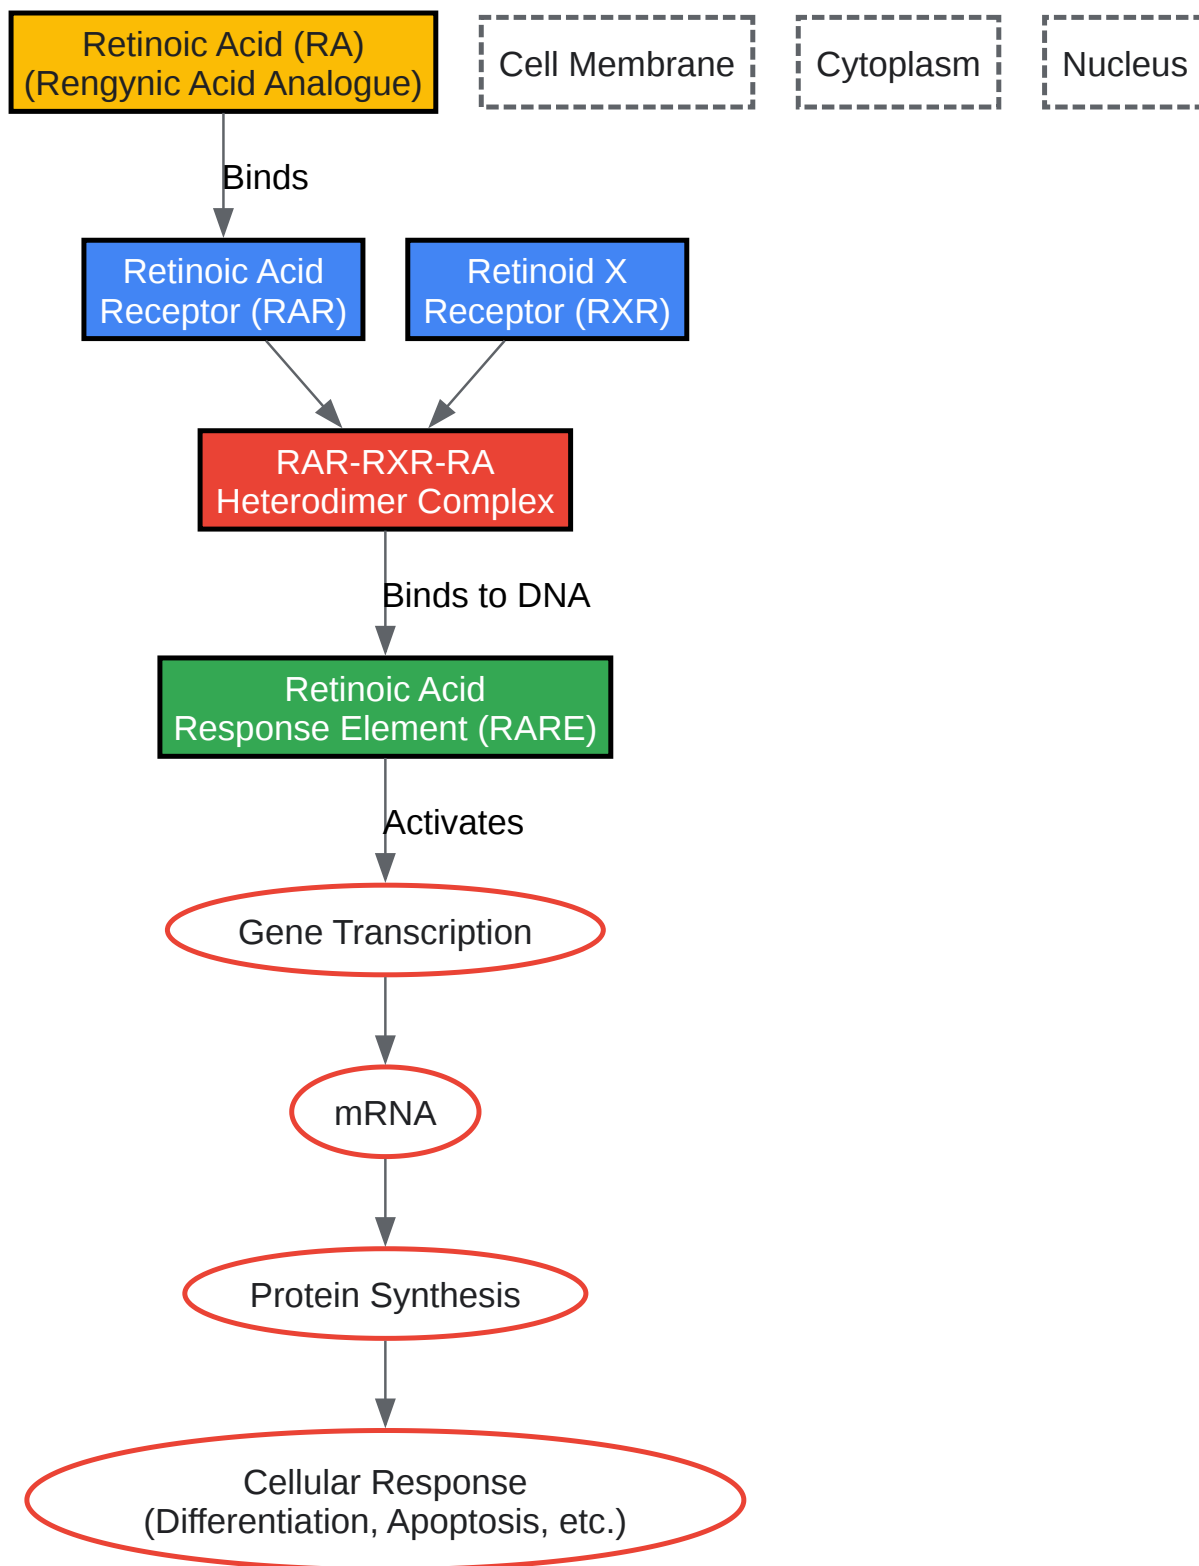 Retinoic Acid (RA)
(Rengynic Acid Analogue)
Cell Membrane
Cytoplasm
Nucleus
Binds
Retinoic Acid
Receptor (RAR)
Retinoid X
Receptor (RXR)
RAR-RXR-RA
Heterodimer Complex
Binds to DNA
Retinoic Acid
Response Element (RARE)
Activates
Gene Transcription
mRNA
Protein Synthesis
Cellular Response
(Differentiation, Apoptosis, etc.)